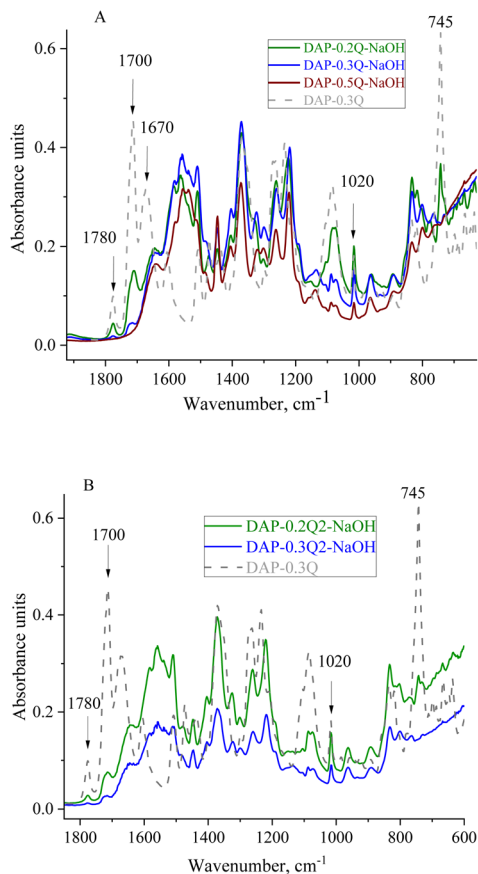 A
745
0.6
DAP-0.2Q-NaOH
DAP-0.3Q-NaOH
DAP-0.5Q-NaOH
DAP-0.3Q
1700
1670
0.4
Absorbance units
1020
1780
0.2
0.0
1800 1600 1400 1200 1000 800
Wavenumber, cm-1
B
745
0.6
DAP-0.2Q2-NaOH
DAP-0.3Q2-NaOH
DAP-0.3Q
1700
0.4
Absorbance units
1020
1780
0.2
0.0
1800 1600 1400 1200 1000 800 600
Wavenumber, cm-1